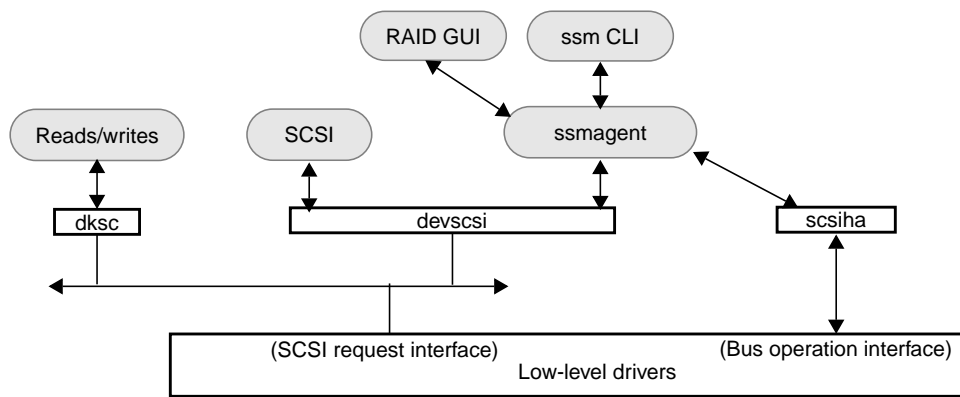 RAID GUI
ssm CLI
Reads/writes
SCSI
ssmagent
dksc
devscsi
scsiha
(SCSI request interface)
(Bus operation interface)
Low-level drivers